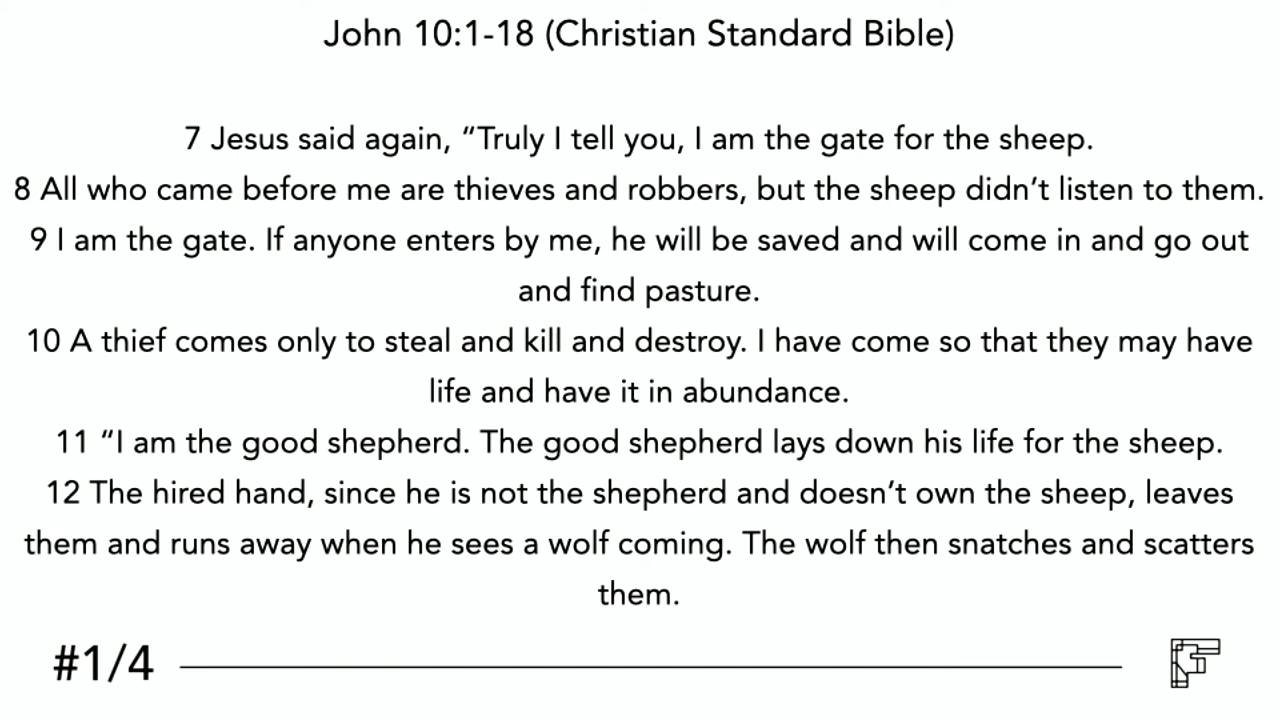 John 10:1-18 (Christian Standard Bible)
7 Jesus said again, “Truly I tell you, I am the gate for the sheep.
8 All who came before me are thieves and robbers, but the sheep didn’t listen to them.
9 I am the gate. If anyone enters by me, he will be saved and will come in and go out
and find pasture.
10 A thief comes only to steal and kill and destroy. I have come so that they may have
life and have it in abundance.
11 “I am the good shepherd. The good shepherd lays down his life for the sheep.
12 The hired hand, since he is not the shepherd and doesn’t own the sheep, leaves
them and runs away when he sees a wolf coming. The wolf then snatches and scatters
them.
#1/4